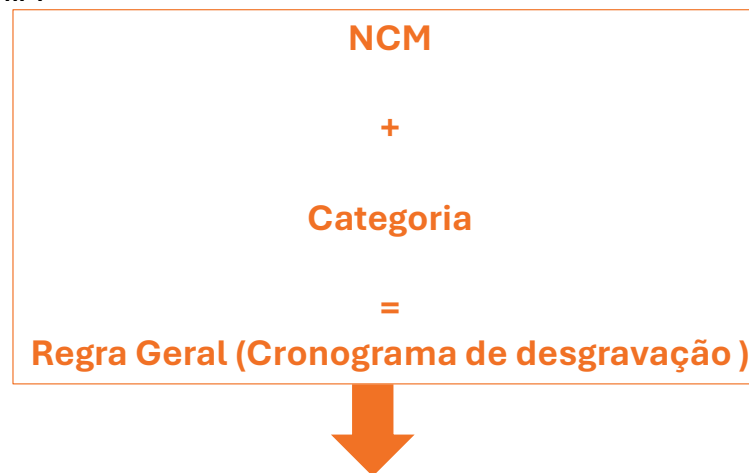 NCM
+
Categoria
=
Regra Geral (Cronograma de desgravação )